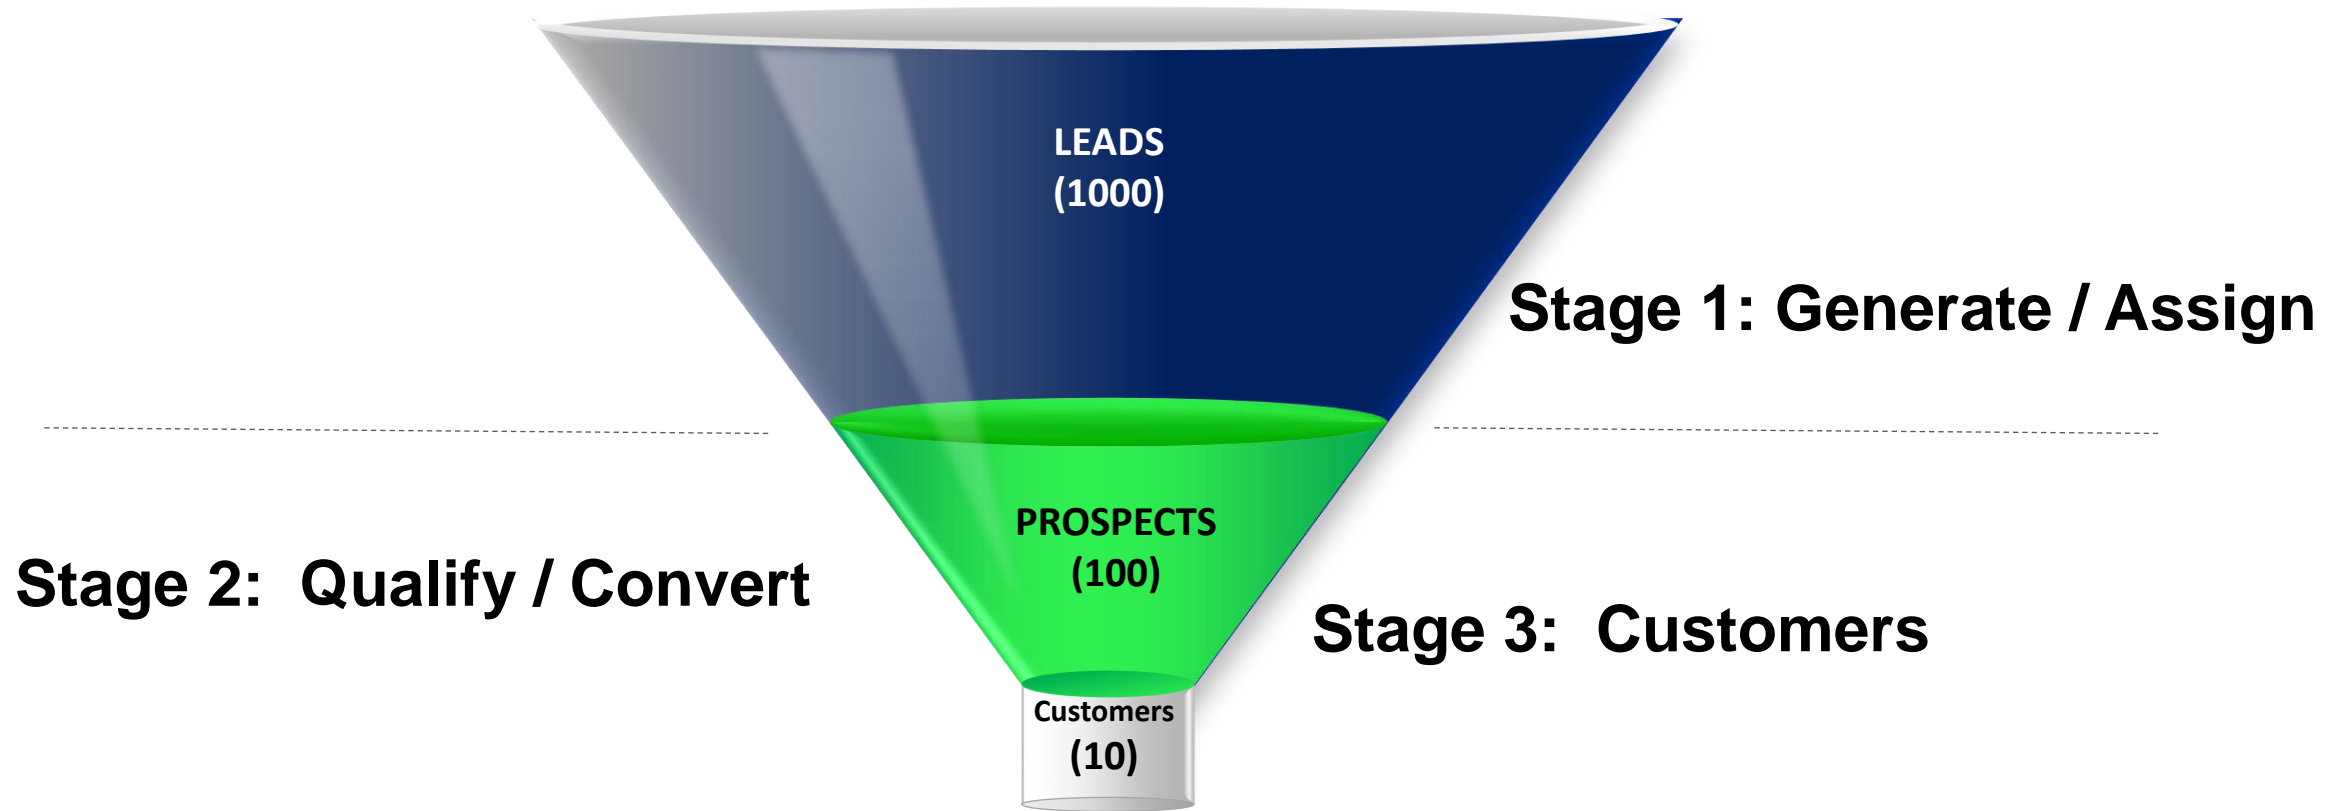 LEADS
(1000)
Stage 1: Generate / Assign
PROSPECTS
(100)
Stage 2:  Qualify / Convert
Stage 3:  Customers
Customers
(10)